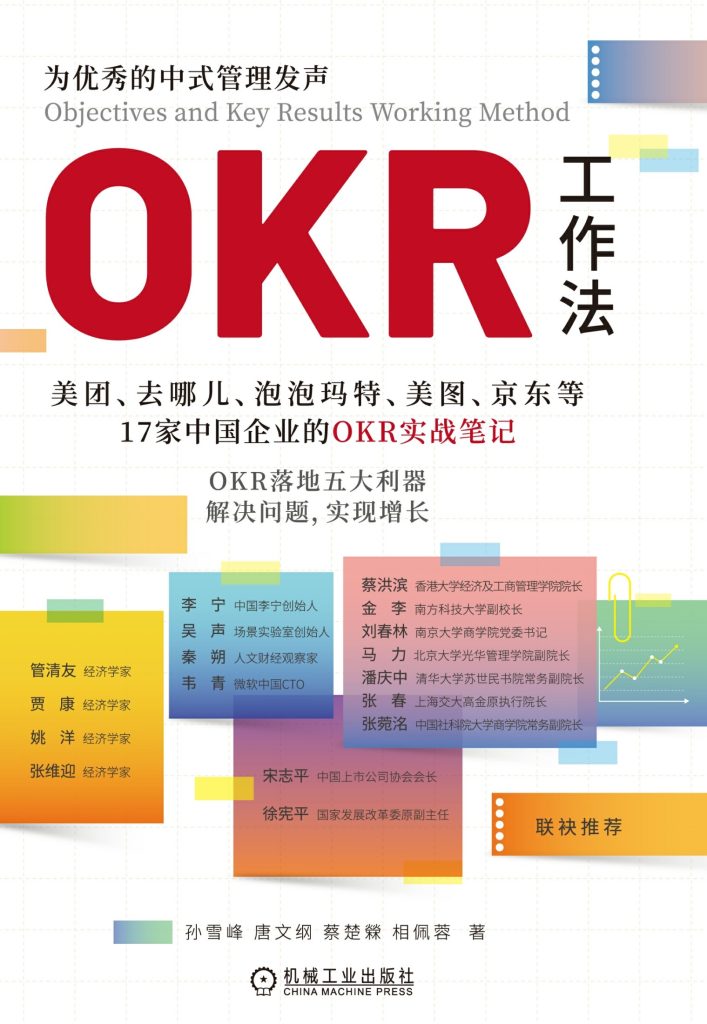 为优秀的中式管理发声
Objectives and Key Results Working Method
OKR工作法
美团、去哪儿、泡泡玛特、美图、京东等
17家中国企业的OKR实战笔记
OKR落地五大利器
解决问题,实现增长
管清友 经济学家
贾康 经济学家
姚洋 经济学家
张维迎 经济学家
李宁 中国李宁创始人
吴声 场景实验室创始人
秦朔 人文财经观察家
韦青 微软中国CTO
蔡洪滨 香港大学经济及工商管理学院院长
金李 南方科技大学副校长
刘春林 南京大学商学院党委书记
马力 北京大学光华管理学院副院长
潘庆中 清华大学苏世民书院常务副院长
张春 上海交大高金原执行院长
张菀洺 中国社科院大学商学院常务副院长
宋志平 中国上市公司协会会长
徐宪平 国家发展改革委原副主任
联袂推荐
孙雪峰 唐文纲 蔡楚燊 相佩蓉 著
机械工业出版社
CHINA MACHINE PRESS